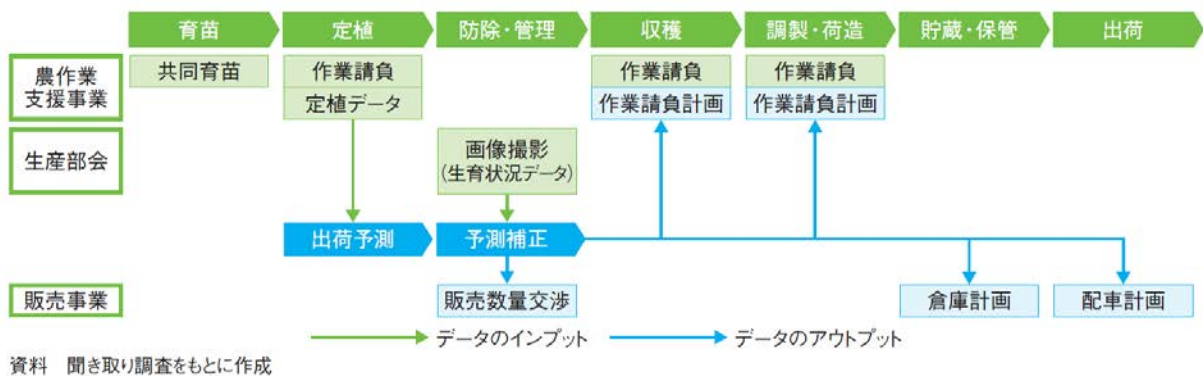 育苗
定植
防除・管理
収穫
調製・荷造
貯蔵・保管
出荷
農作業
支援事業
共同育苗
作業請負
定植データ
作業請負
作業請負計画
作業請負
作業請負計画
生産部会
画像撮影
(生育状況データ)
出荷予測
予測補正
販売事業
販売数量交渉
倉庫計画
配車計画
データのインプット
データのアウトプット
資料 聞き取り調査をもとに作成